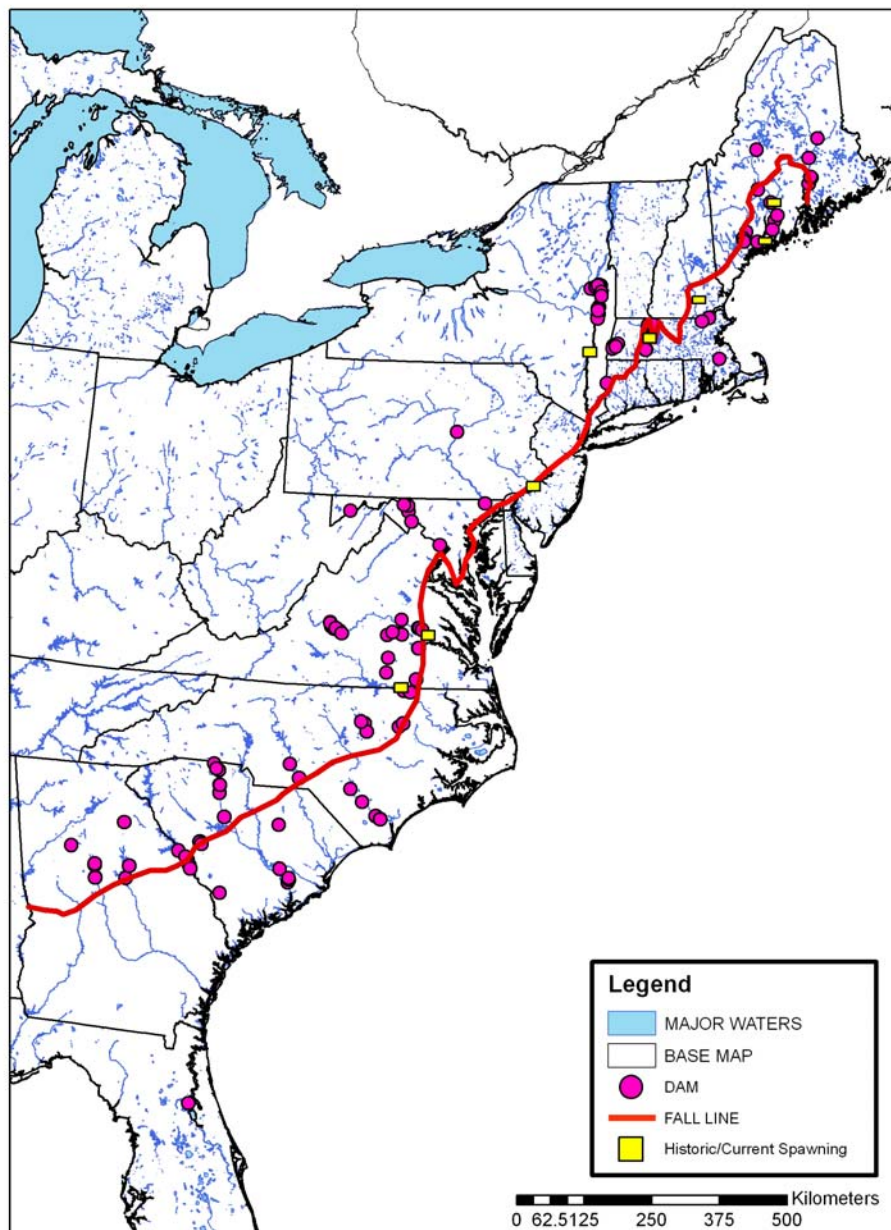 Legend
MAJOR WATERS
BASE MAP
DAM
FALL LINE
Historic/Current Spawning
Kilometers
0 62.5125 250 375 500